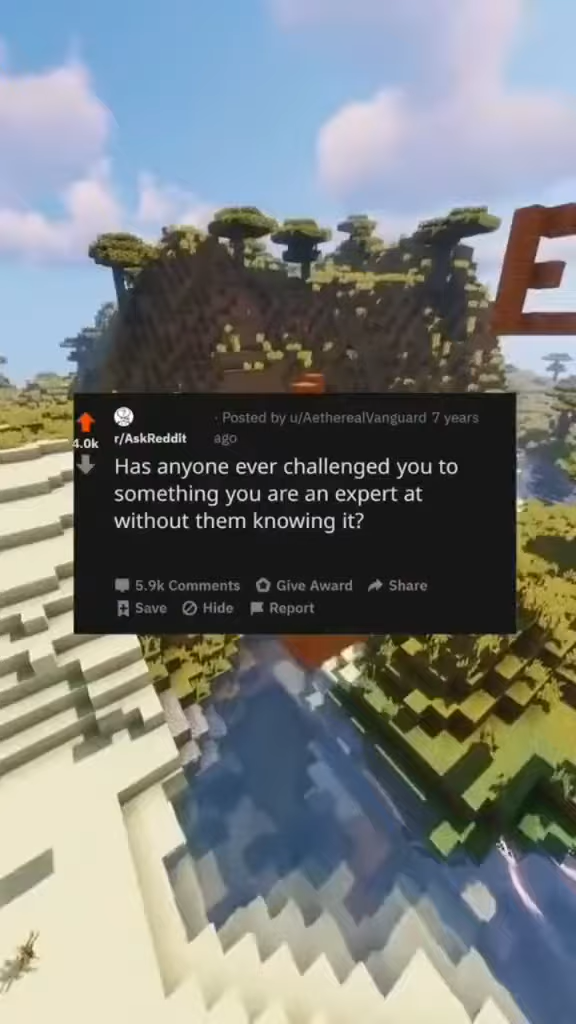 E
· Posted by u/AetherealVanguard 7 years
r/AskReddit ago
4.0k
Has anyone ever challenged you to
something you are an expert at
without them knowing it?
5.9k Comments Give Award Share
Save Hide Report